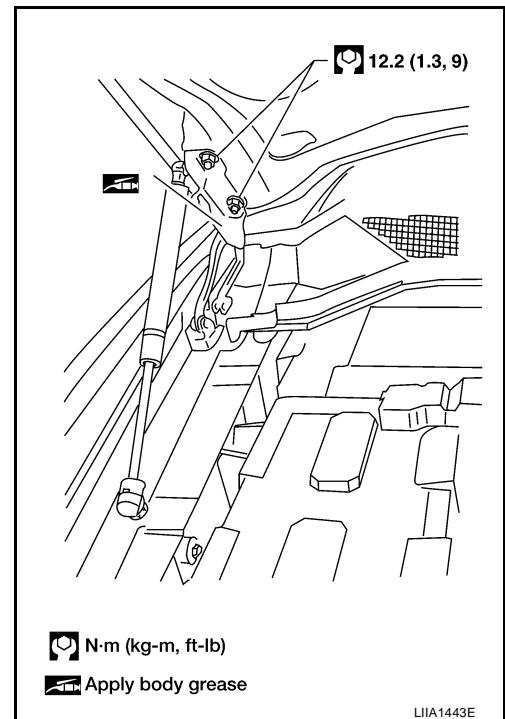 12.2 (1.3, 9)
N·m (kg-m, ft-lb)
Apply body grease
LIIA1443E